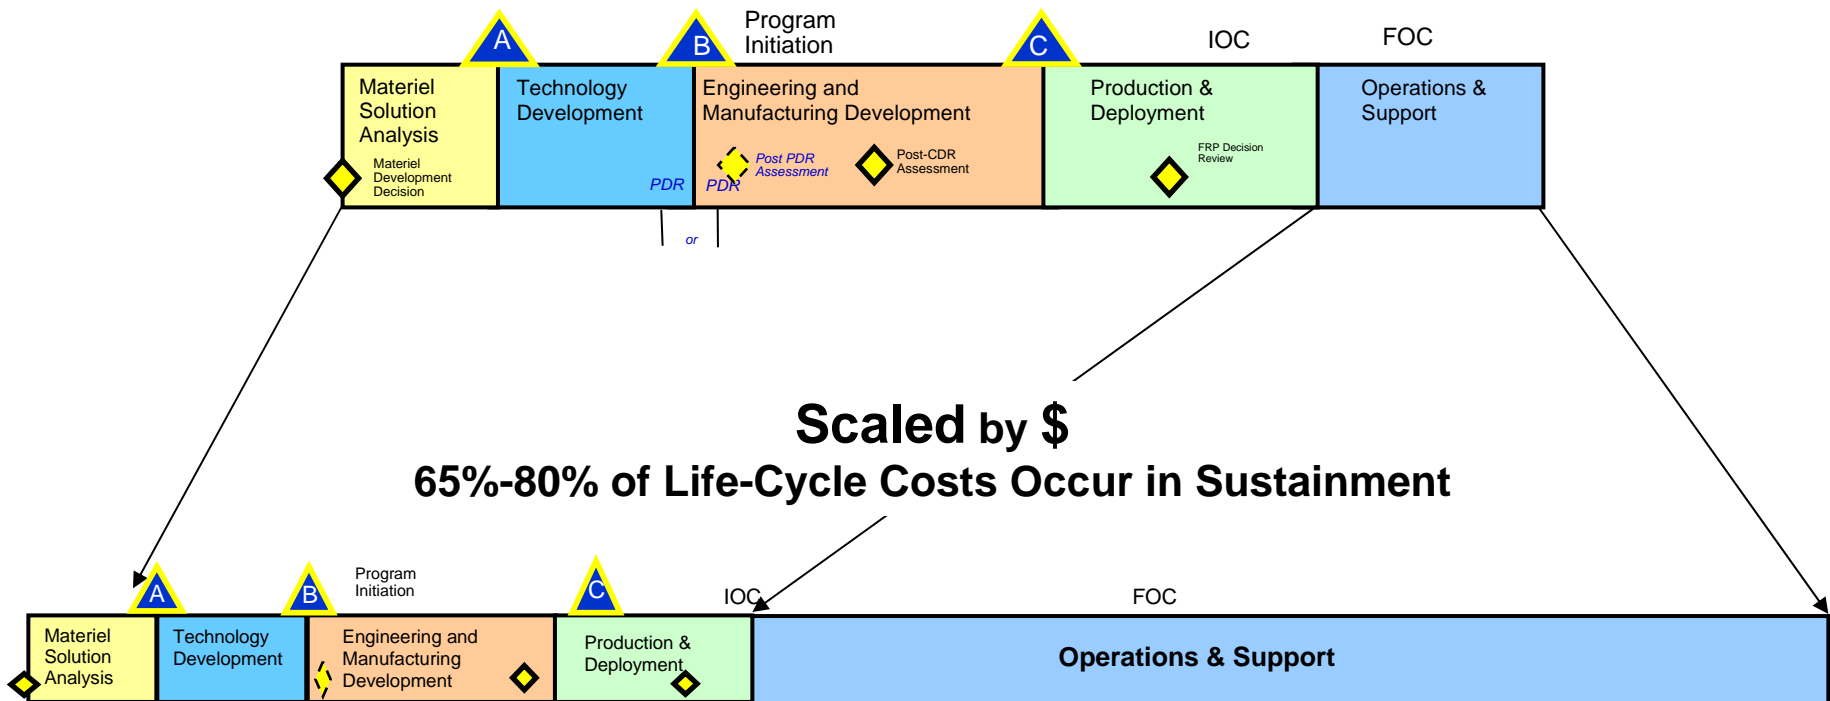 A
B
Program
Initiation
C
IOC
FOC
Materiel
Solution
Analysis
Materiel
Development
Decision
Technology
Development
PDR
Engineering and
Manufacturing Development
PDR
Post PDR
Assessment
Post-CDR
Assessment
Production &
Deployment
FRP Decision
Review
Operations &
Support
or
Scaled by $
65%-80% of Life-Cycle Costs Occur in Sustainment
A
B
Program
Initiation
C
IOC
FOC
Materiel
Solution
Analysis
Technology
Development
Engineering and
Manufacturing
Development
Production &
Deployment
Operations & Support